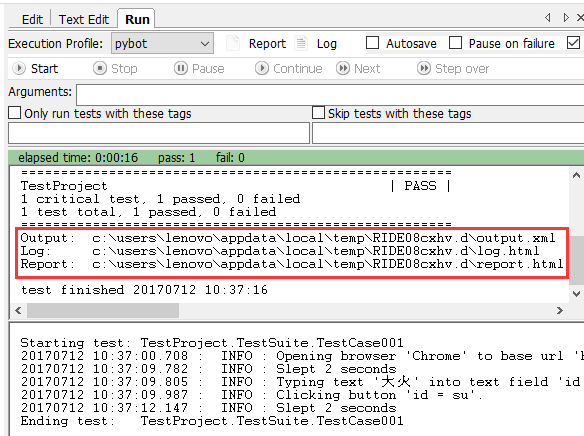 Edit Text Edit Run
Execution Profile: pybot Report Log Autosave Pause on failure
Start Stop Pause Continue Next Step over
Arguments:
Only run tests with these tags Skip tests with these tags
elapsed time: 0:00:16 pass: 1 fail: 0
==============================================================
TestProject | PASS |
1 critical test, 1 passed, 0 failed
1 test total, 1 passed, 0 failed
==============================================================
Output: c:\users\lenovo\appdata\local\temp\RIDE08cxhv.d\output.xml
Log: c:\users\lenovo\appdata\local\temp\RIDE08cxhv.d\log.html
Report: c:\users\lenovo\appdata\local\temp\RIDE08cxhv.d\report.html
test finished 20170712 10:37:16
Starting test: TestProject.TestSuite.TestCase001
20170712 10:37:00.708 : INFO : Opening browser 'Chrome' to base url
20170712 10:37:09.782 : INFO : Slept 2 seconds
20170712 10:37:09.805 : INFO : Typing text '大火' into text field 'id
20170712 10:37:09.987 : INFO : Clicking button 'id = su'.
20170712 10:37:12.147 : INFO : Slept 2 seconds
Ending test: TestProject.TestSuite.TestCase001